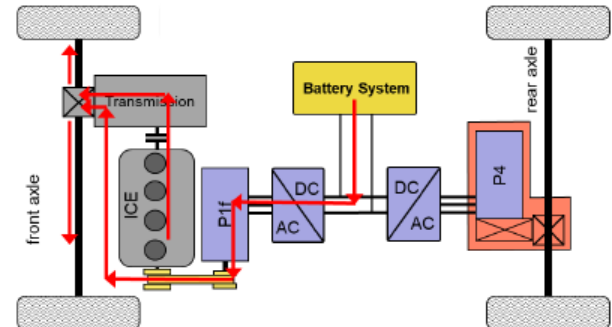 front axle
Transmission
ICE
P1f
DC
AC
Battery System
DC
AC
P4
rear axle